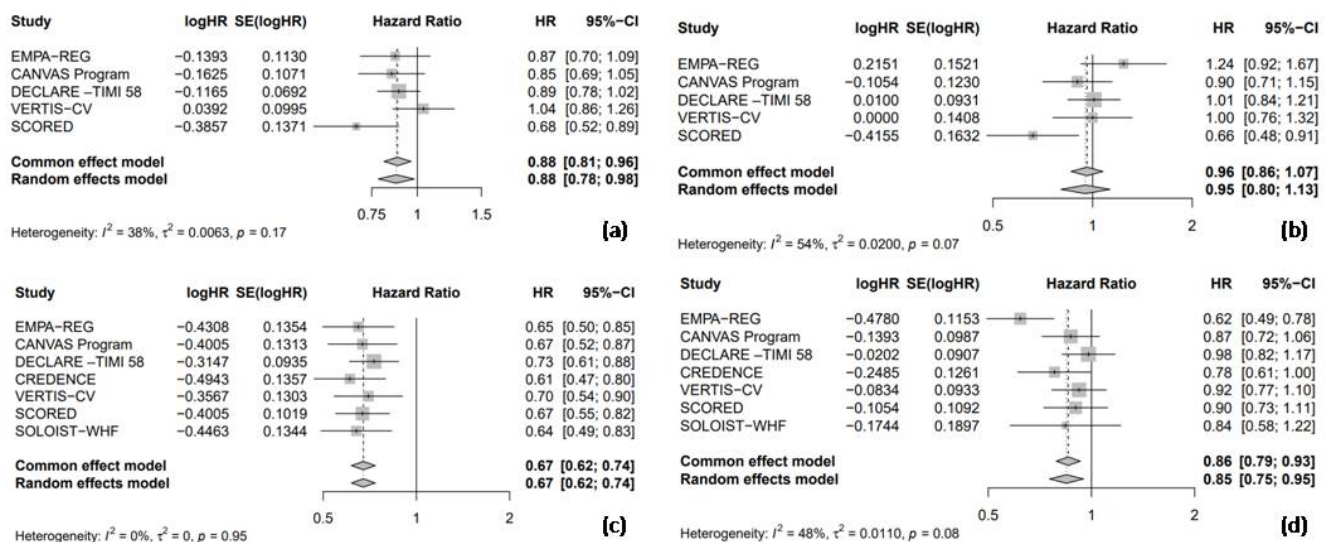 Study logHR SE(logHR) Hazard Ratio HR 95%−CI
EMPA−REG −0.1393 0.1130 0.87 [0.70; 1.09]
CANVAS Program −0.1625 0.1071 0.85 [0.69; 1.05]
DECLARE −TIMI 58 −0.1165 0.0692 0.89 [0.78; 1.02]
VERTIS−CV 0.0392 0.0995 1.04 [0.86; 1.26]
SCORED −0.3857 0.1371 0.68 [0.52; 0.89]
Common effect model 0.88 [0.81; 0.96]
Random effects model 0.88 [0.78; 0.98]
0.75 1 1.5
Heterogeneity: I² = 38%, τ² = 0.0063, p = 0.17
(a)
Study logHR SE(logHR) Hazard Ratio HR 95%−CI
EMPA−REG 0.2151 0.1521 1.24 [0.92; 1.67]
CANVAS Program −0.1054 0.1230 0.90 [0.71; 1.15]
DECLARE −TIMI 58 0.0100 0.0931 1.01 [0.84; 1.21]
VERTIS−CV 0.0000 0.1408 1.00 [0.76; 1.32]
SCORED −0.4155 0.1632 0.66 [0.48; 0.91]
Common effect model 0.96 [0.86; 1.07]
Random effects model 0.95 [0.80; 1.13]
0.5 1 2
Heterogeneity: I² = 54%, τ² = 0.0200, p = 0.07
(b)
Study logHR SE(logHR) Hazard Ratio HR 95%−CI
EMPA−REG −0.4308 0.1354 0.65 [0.50; 0.85]
CANVAS Program −0.4005 0.1313 0.67 [0.52; 0.87]
DECLARE −TIMI 58 −0.3147 0.0935 0.73 [0.61; 0.88]
CREDENCE −0.4943 0.1357 0.61 [0.47; 0.80]
VERTIS−CV −0.3567 0.1303 0.70 [0.54; 0.90]
SCORED −0.4005 0.1019 0.67 [0.55; 0.82]
SOLOIST−WHF −0.4463 0.1344 0.64 [0.49; 0.83]
Common effect model 0.67 [0.62; 0.74]
Random effects model 0.67 [0.62; 0.74]
0.5 1 2
Heterogeneity: I² = 0%, τ² = 0, p = 0.95
(c)
Study logHR SE(logHR) Hazard Ratio HR 95%−CI
EMPA−REG −0.4780 0.1153 0.62 [0.49; 0.78]
CANVAS Program −0.1393 0.0987 0.87 [0.72; 1.06]
DECLARE −TIMI 58 −0.0202 0.0907 0.98 [0.82; 1.17]
CREDENCE −0.2485 0.1261 0.78 [0.61; 1.00]
VERTIS−CV −0.0834 0.0933 0.92 [0.77; 1.10]
SCORED −0.1054 0.1092 0.90 [0.73; 1.11]
SOLOIST−WHF −0.1744 0.1897 0.84 [0.58; 1.22]
Common effect model 0.86 [0.79; 0.93]
Random effects model 0.85 [0.75; 0.95]
0.5 1 2
Heterogeneity: I² = 48%, τ² = 0.0110, p = 0.08
(d)